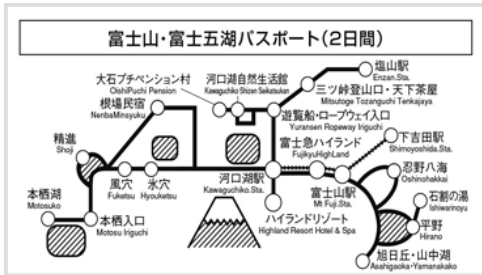 富士山・富士五湖パスポート(2日間)
塩山駅
Enzan.Sta.
大石プチペンション村
OishiPuchi Pension
河口湖自然生活館
Kawaguchiko Shizen Seikatsukan
三ツ峠登山口・天下茶屋
Mitsutoge Tozanguchi Tenkajaya
根場民宿
NenbaMinsyuku
遊覧船・ロープウェイ入口
Yuransen Ropeway Iriguchi
下吉田駅
Shimoyoshida.Sta.
精進
Shoji
富士急ハイランド
FujikyuHighLand
忍野八海
Oshinohakkai
風穴
Fuketsu
氷穴
Hyouketsu
河口湖駅
Kawaguchiko.Sta.
富士山駅
Mt Fuji.Sta.
石割の湯
Ishiwarinoyu
本栖湖
Motosuko
本栖入口
Motosu Iriguchi
ハイランドリゾート
Highland Resort Hotel & Spa
平野
Hirano
旭日丘・山中湖
Asahigaoka・Yamanakako